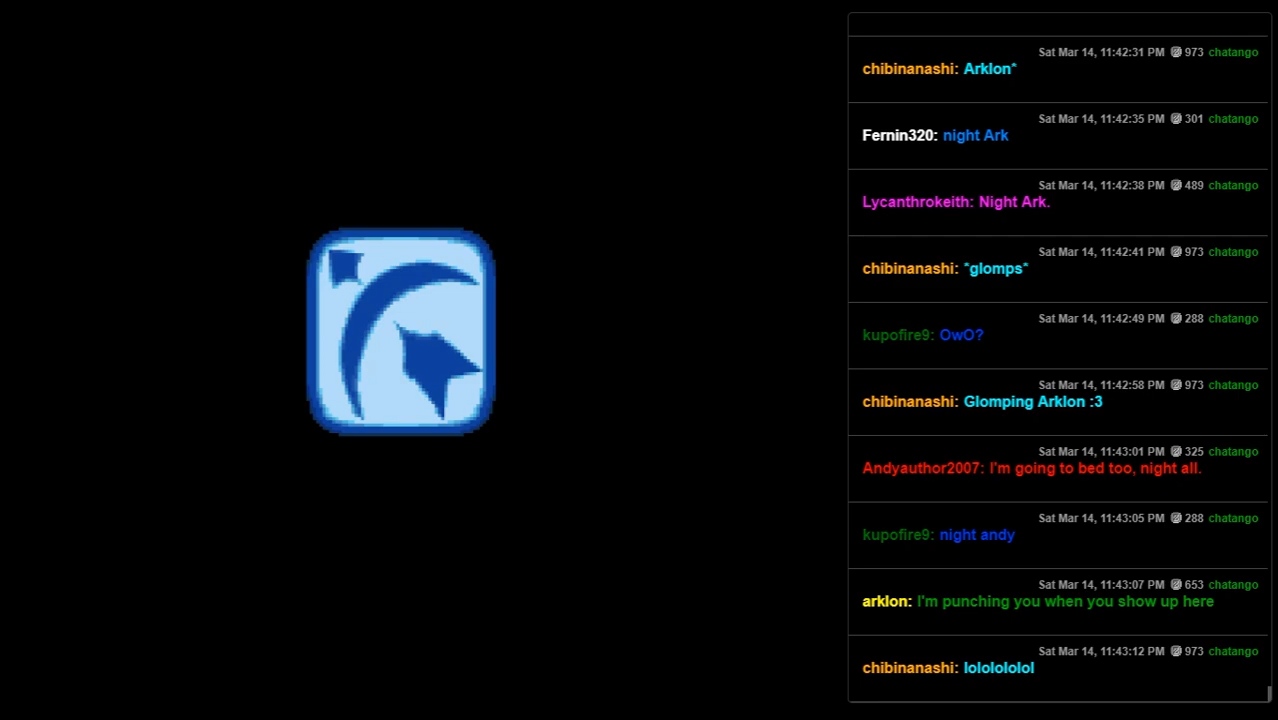 Sat Mar 14, 11:42:31 PM 973 chatango
chibinanashi: Arklon*
Sat Mar 14, 11:42:35 PM 301 chatango
Fernin320: night Ark
Sat Mar 14, 11:42:38 PM 489 chatango
Lycanthrokeith: Night Ark.
Sat Mar 14, 11:42:41 PM 973 chatango
chibinanashi: *glomps*
Sat Mar 14, 11:42:49 PM 288 chatango
kupofire9: OwO?
Sat Mar 14, 11:42:58 PM 973 chatango
chibinanashi: Glomping Arklon :3
Sat Mar 14, 11:43:01 PM 325 chatango
Andyauthor2007: I'm going to bed too, night all.
Sat Mar 14, 11:43:05 PM 288 chatango
kupofire9: night andy
Sat Mar 14, 11:43:07 PM 653 chatango
arklon: I'm punching you when you show up here
Sat Mar 14, 11:43:12 PM 973 chatango
chibinanashi: lolololololol